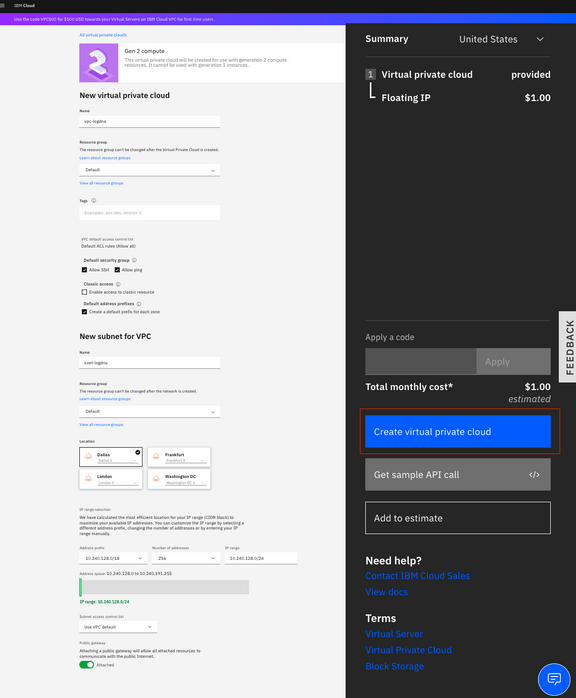 IBM Cloud
Use the code VPC500 for $500 USD towards your Virtual Servers on IBM Cloud VPC for first time users.
All virtual private clouds
Gen 2 compute
This virtual private cloud will be created for use with generation 2 compute
resources. It cannot be used with generation 1 instances.
New virtual private cloud
Name
vpc-logdna
Resource group
The resource group can't be changed after the Virtual Private Cloud is created.
Learn about resource groups
Default
View all resource groups
Tags
Examples: env:dev, version-1
VPC default access control list
Default ACL rules (Allow all)
Default security group
Allow SSH
Allow ping
Classic access
Enable access to classic resource
Default address prefixes
Create a default prefix for each zone
New subnet for VPC
Name
snet-logdna
Resource group
The resource group can't be changed after the network is created.
Learn about resource groups
Default
View all resource groups
Location
Dallas
Frankfurt
London
Washington DC
IP range selection
We have calculated the most efficient location for your IP range (CIDR block) to
maximize your available IP addresses. You can customize the IP range by selecting a
different address prefix, changing the number of addresses or by entering your IP
range manually.
Address prefix
Number of addresses
IP range
10.240.128.0/18
256
10.240.128.0/24
Address space: 10.240.128.0 to 10.240.191.255
IP range: 10.240.128.0/24
Subnet access control list
Use VPC default
Public gateway
Attaching a public gateway will allow all attached resources to
communicate with the public Internet.
Attached
Summary
United States
1 Virtual private cloud provided
Floating IP $1.00
Apply a code
Apply
Total monthly cost* $1.00
estimated
Create virtual private cloud
Get sample API call </>
Add to estimate
Need help?
Contact IBM Cloud Sales
View docs
Terms
Virtual Server
Virtual Private Cloud
Block Storage
FEEDBACK